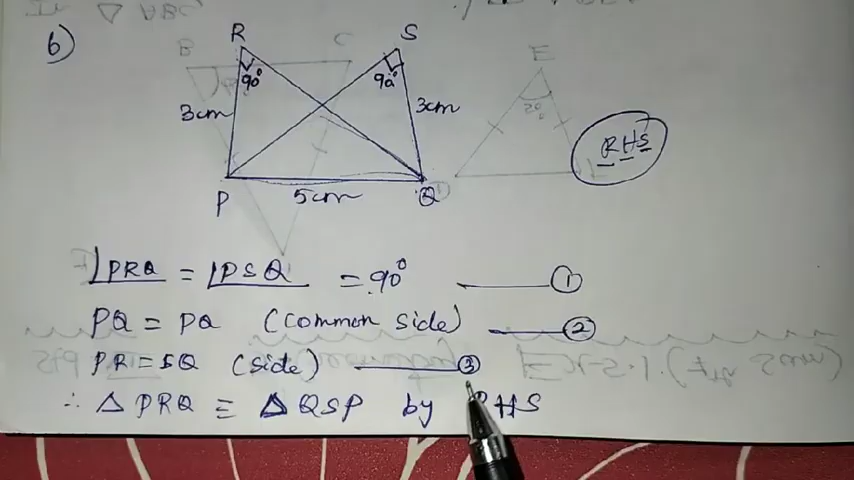 b)
R
S
90°
90°
3cm
3cm
RHS
P
5cm
Q
∠PRQ = ∠PSQ = 90° ——— ①
PQ = PQ (Common side) ——— ②
PR = SQ (side) ——— ③
∴ Δ PRQ ≡ Δ QSP by RHS